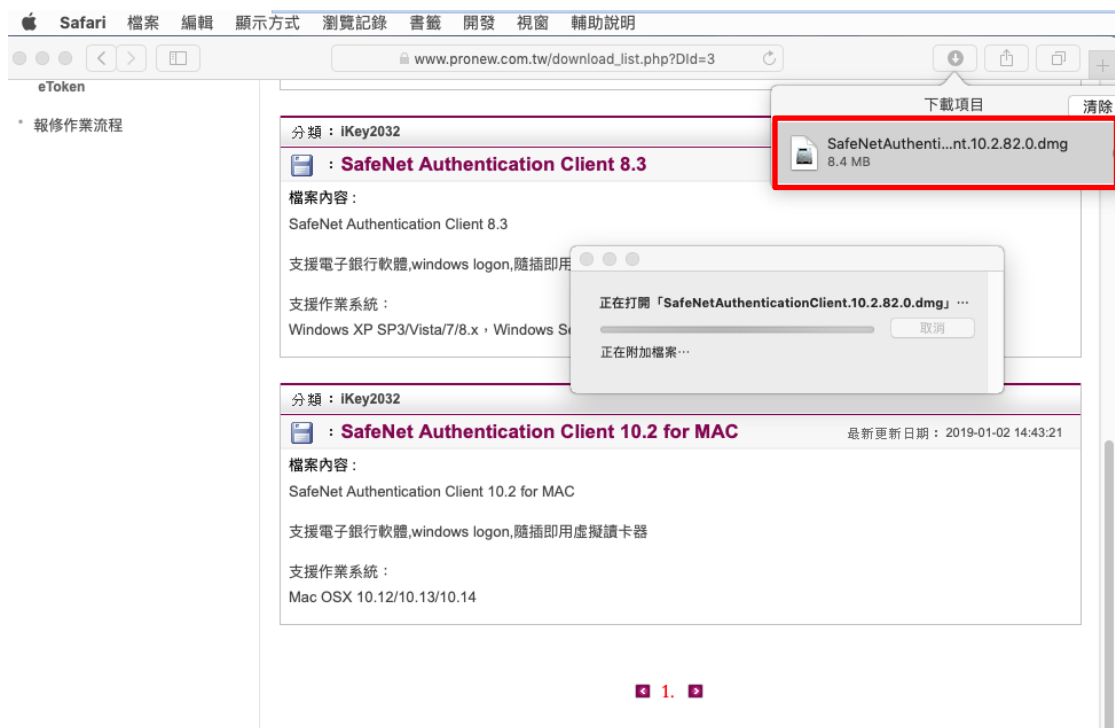 Safari 檔案 編輯 顯示方式 瀏覽記錄 書籤 開發 視窗 輔助說明
www.pronew.com.tw/download_list.php?DId=3
eToken
報修作業流程
下載項目
清除
SafeNetAuthenti...nt.10.2.82.0.dmg
8.4 MB
分類：iKey2032
：SafeNet Authentication Client 8.3
檔案內容：
SafeNet Authentication Client 8.3
支援電子銀行軟體,windows logon,隨插即用
支援作業系統：
Windows XP SP3/Vista/7/8.x，Windows Se
正在打開「SafeNetAuthenticationClient.10.2.82.0.dmg」…
取消
正在附加檔案…
分類：iKey2032
：SafeNet Authentication Client 10.2 for MAC
最新更新日期：2019-01-02 14:43:21
檔案內容：
SafeNet Authentication Client 10.2 for MAC
支援電子銀行軟體,windows logon,隨插即用虛擬讀卡器
支援作業系統：
Mac OSX 10.12/10.13/10.14
1.